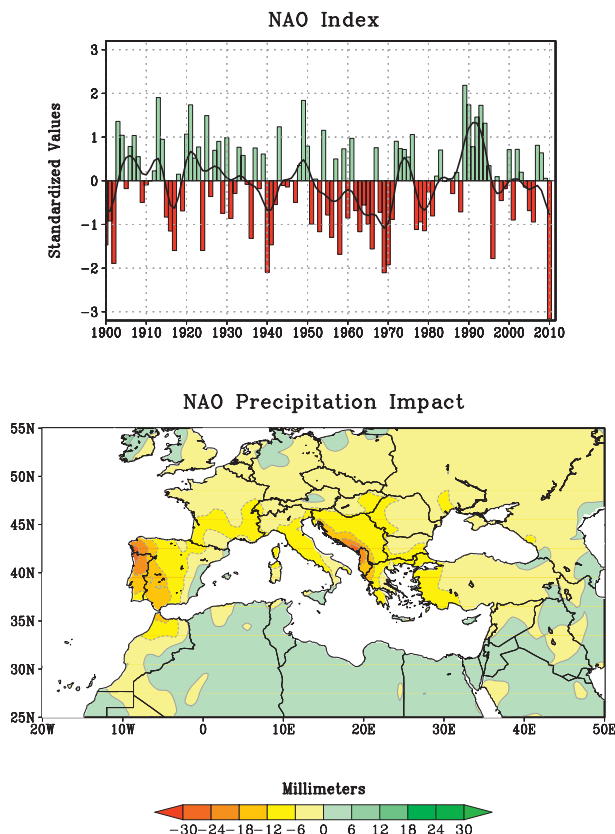 NAO Index
Standardized Values
3
2
1
0
-1
-2
-3
1900 1910 1920 1930 1940 1950 1960 1970 1980 1990 2000 2010
NAO Precipitation Impact
55N
50N
45N
40N
35N
30N
25N
20W 10W 0 10E 20E 30E 40E 50E
Millimeters
-30 -24 -18 -12 -6 0 6 12 18 24 30